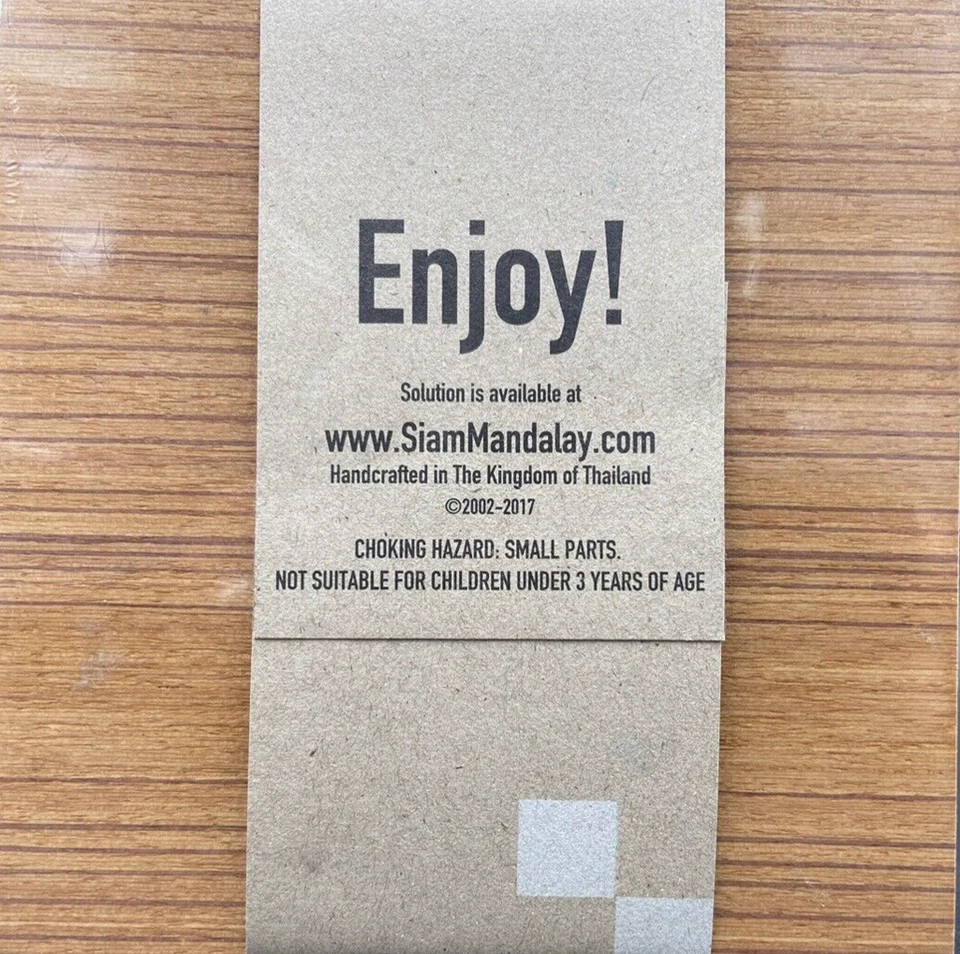 Enjoy!
Solution is available at
www.SiamMandalay.com
Handcrafted in The Kingdom of Thailand
©2002-2017
CHOKING HAZARD: SMALL PARTS.
NOT SUITABLE FOR CHILDREN UNDER 3 YEARS OF AGE